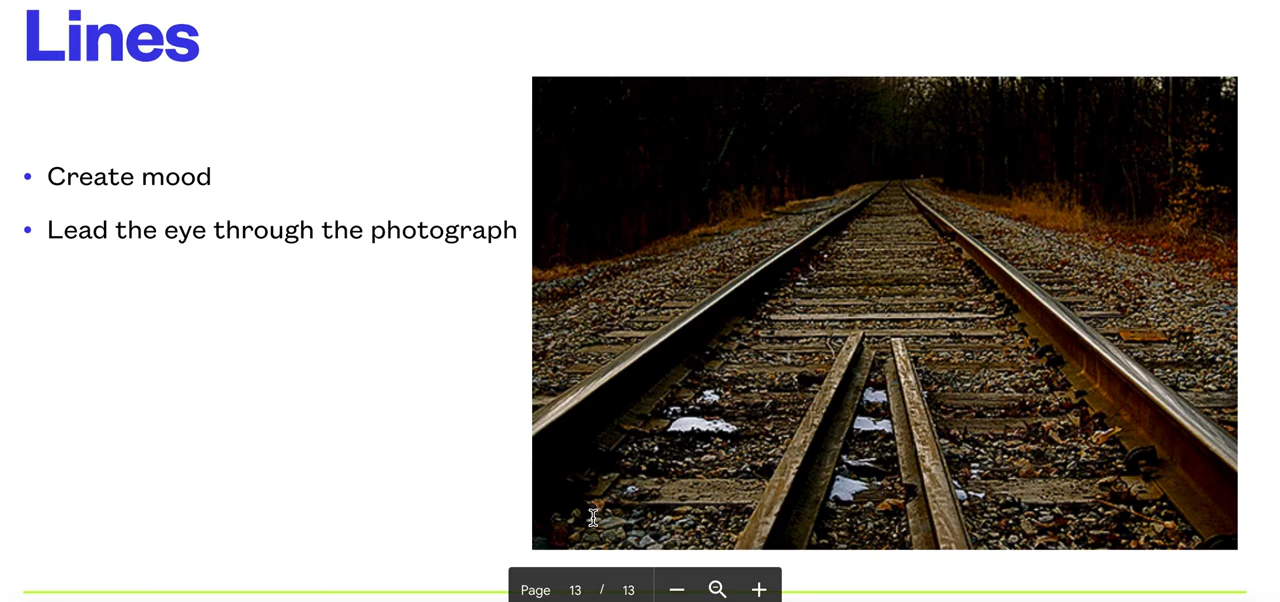 Lines
• Create mood
• Lead the eye through the photograph
Page 13 / 13